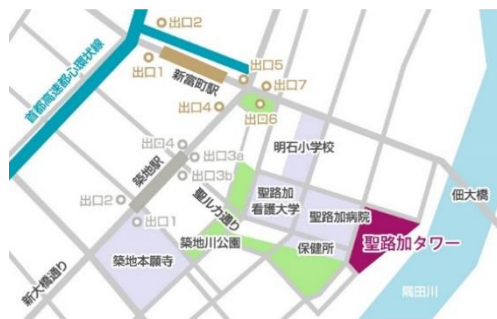 出口2
首都高速都心環状線
出口1
新富町駅
出口5
出口7
出口4
出口6
明石小学校
出口4
築地駅
出口3a
出口3b
聖ルカ通り
聖路加
看護大学
出口2
出口1
聖路加病院
佃大橋
築地川公園
保健所
聖路加タワー
築地本願寺
新大橋通り
隅田川